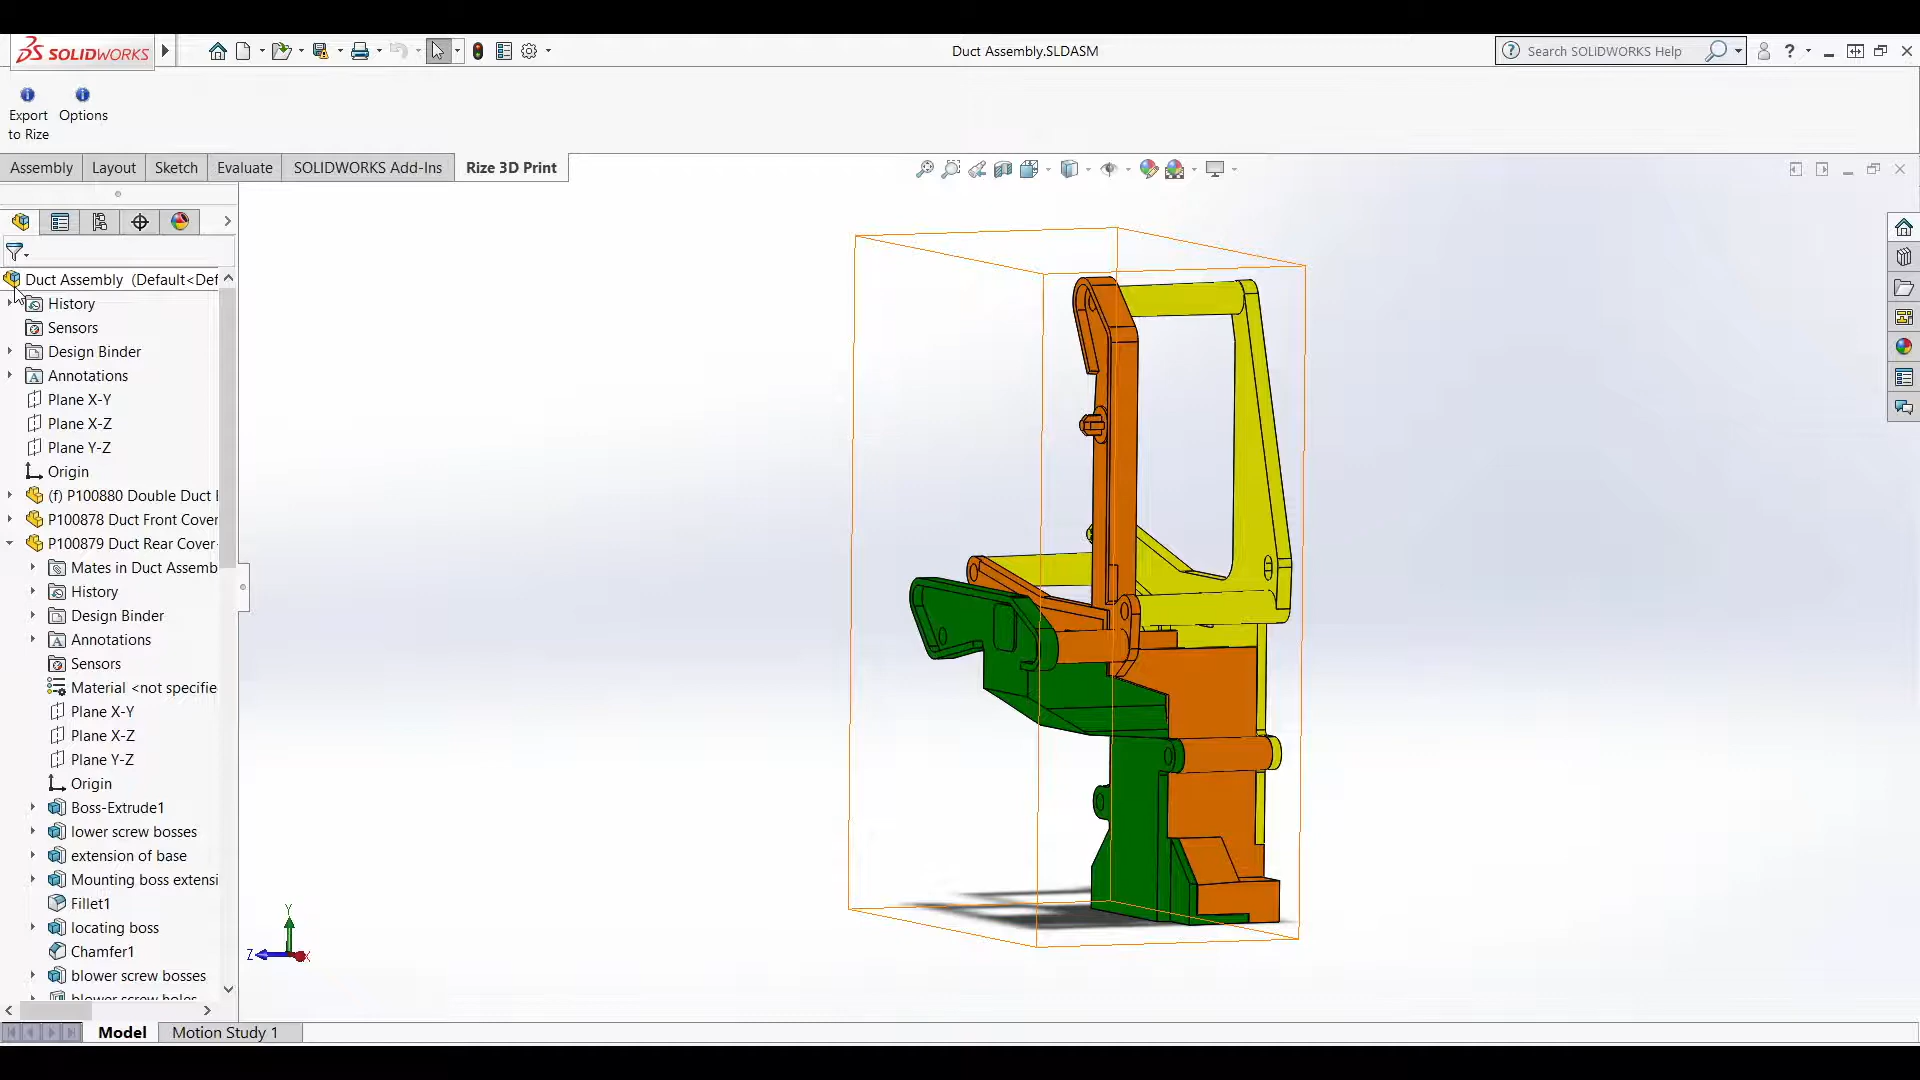 SOLIDWORKS
Duct Assembly.SLDASM
Search SOLIDWORKS Help
?
Export
to Rize
Options
Assembly
Layout
Sketch
Evaluate
SOLIDWORKS Add-Ins
Rize 3D Print
Duct Assembly (Default<Def
History
Sensors
Design Binder
Annotations
Plane X-Y
Plane X-Z
Plane Y-Z
Origin
(f) P100880 Double Duct
P100878 Duct Front Cover
P100879 Duct Rear Cover
Mates in Duct Assemb
History
Design Binder
Annotations
Sensors
Material <not specifie
Plane X-Y
Plane X-Z
Plane Y-Z
Origin
Boss-Extrude1
lower screw bosses
extension of base
Mounting boss extensi
Fillet1
locating boss
Chamfer1
blower screw bosses
blower screw holes
Y
Z
X
Model
Motion Study 1